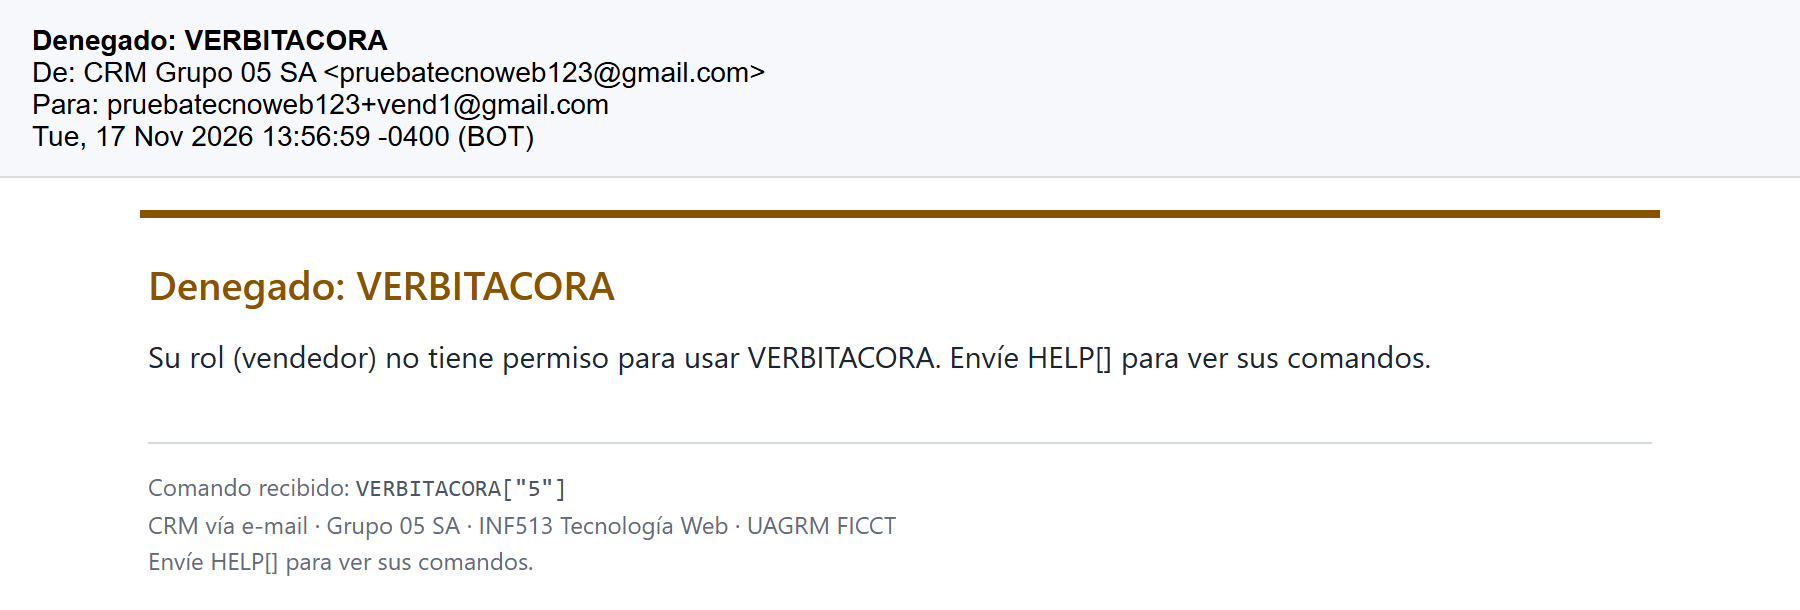 Denegado: VERBITACORA
De: CRM Grupo 05 SA <pruebatecnoweb123@gmail.com>
Para: pruebatecnoweb123+vend1@gmail.com
Tue, 17 Nov 2026 13:56:59 -0400 (BOT)
Denegado: VERBITACORA
Su rol (vendedor) no tiene permiso para usar VERBITACORA. Envíe HELP[] para ver sus comandos.
Comando recibido: VERBITACORA["5"]
CRM vía e-mail · Grupo 05 SA · INF513 Tecnología Web · UAGRM FICCT
Envíe HELP[] para ver sus comandos.